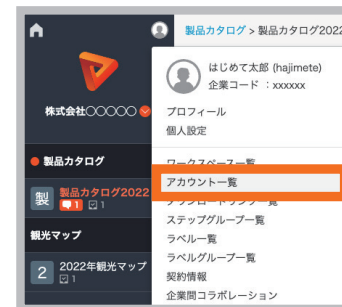 製品カタログ > 製品カタログ2022
株式会社〇〇〇〇〇
製品カタログ
製 製品カタログ2022
1 1
観光マップ
2 2022年観光マップ
1
はじめて太郎 (hajimete)
企業コード : xxxxxx
プロフィール
個人設定
ワークスペース一覧
アカウント一覧
ステップグループ一覧
ラベル一覧
ラベルグループ一覧
契約情報
企業間コラボレーション